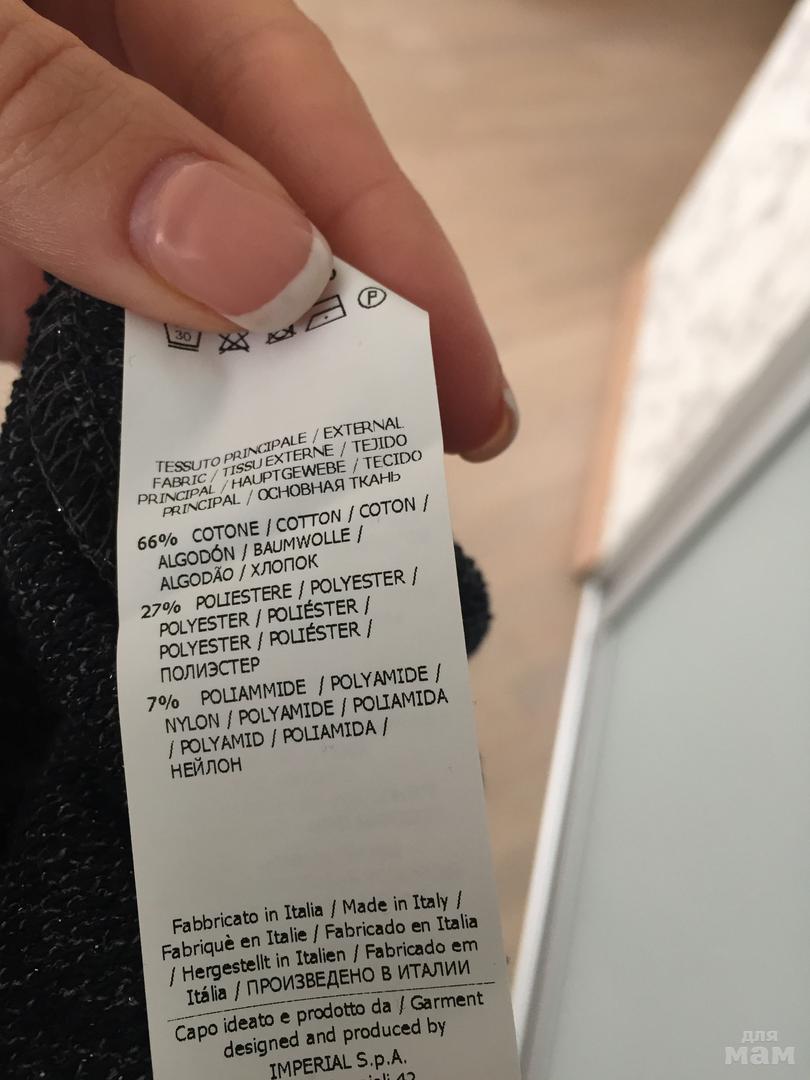 30
P
TESSUTO PRINCIPALE / EXTERNAL
FABRIC / TISSU EXTERNE / TEJIDO
PRINCIPAL / HAUPTGEWEBE / TECIDO
PRINCIPAL / ОСНОВНАЯ ТКАНЬ
66% COTONE / COTTON / COTON /
ALGODÓN / BAUMWOLLE /
ALGODÃO / ХЛОПОК
27% POLIESTERE / POLYESTER /
POLYESTER / POLIÉSTER /
POLYESTER / POLIÉSTER /
ПОЛИЭСТЕР
7% POLIAMMIDE / POLYAMIDE /
NYLON / POLYAMIDE / POLIAMIDA
/ POLYAMID / POLIAMIDA /
НЕЙЛОН
Fabbricato in Italia / Made in Italy /
Fabriquè en Italie / Fabricado en Italia
/ Hergestellt in Italien / Fabricado em
Itália / ПРОИЗВЕДЕНО В ИТАЛИИ
Capo ideato e prodotto da / Garment
designed and produced by
IMPERIAL S.p.A.
для
мам